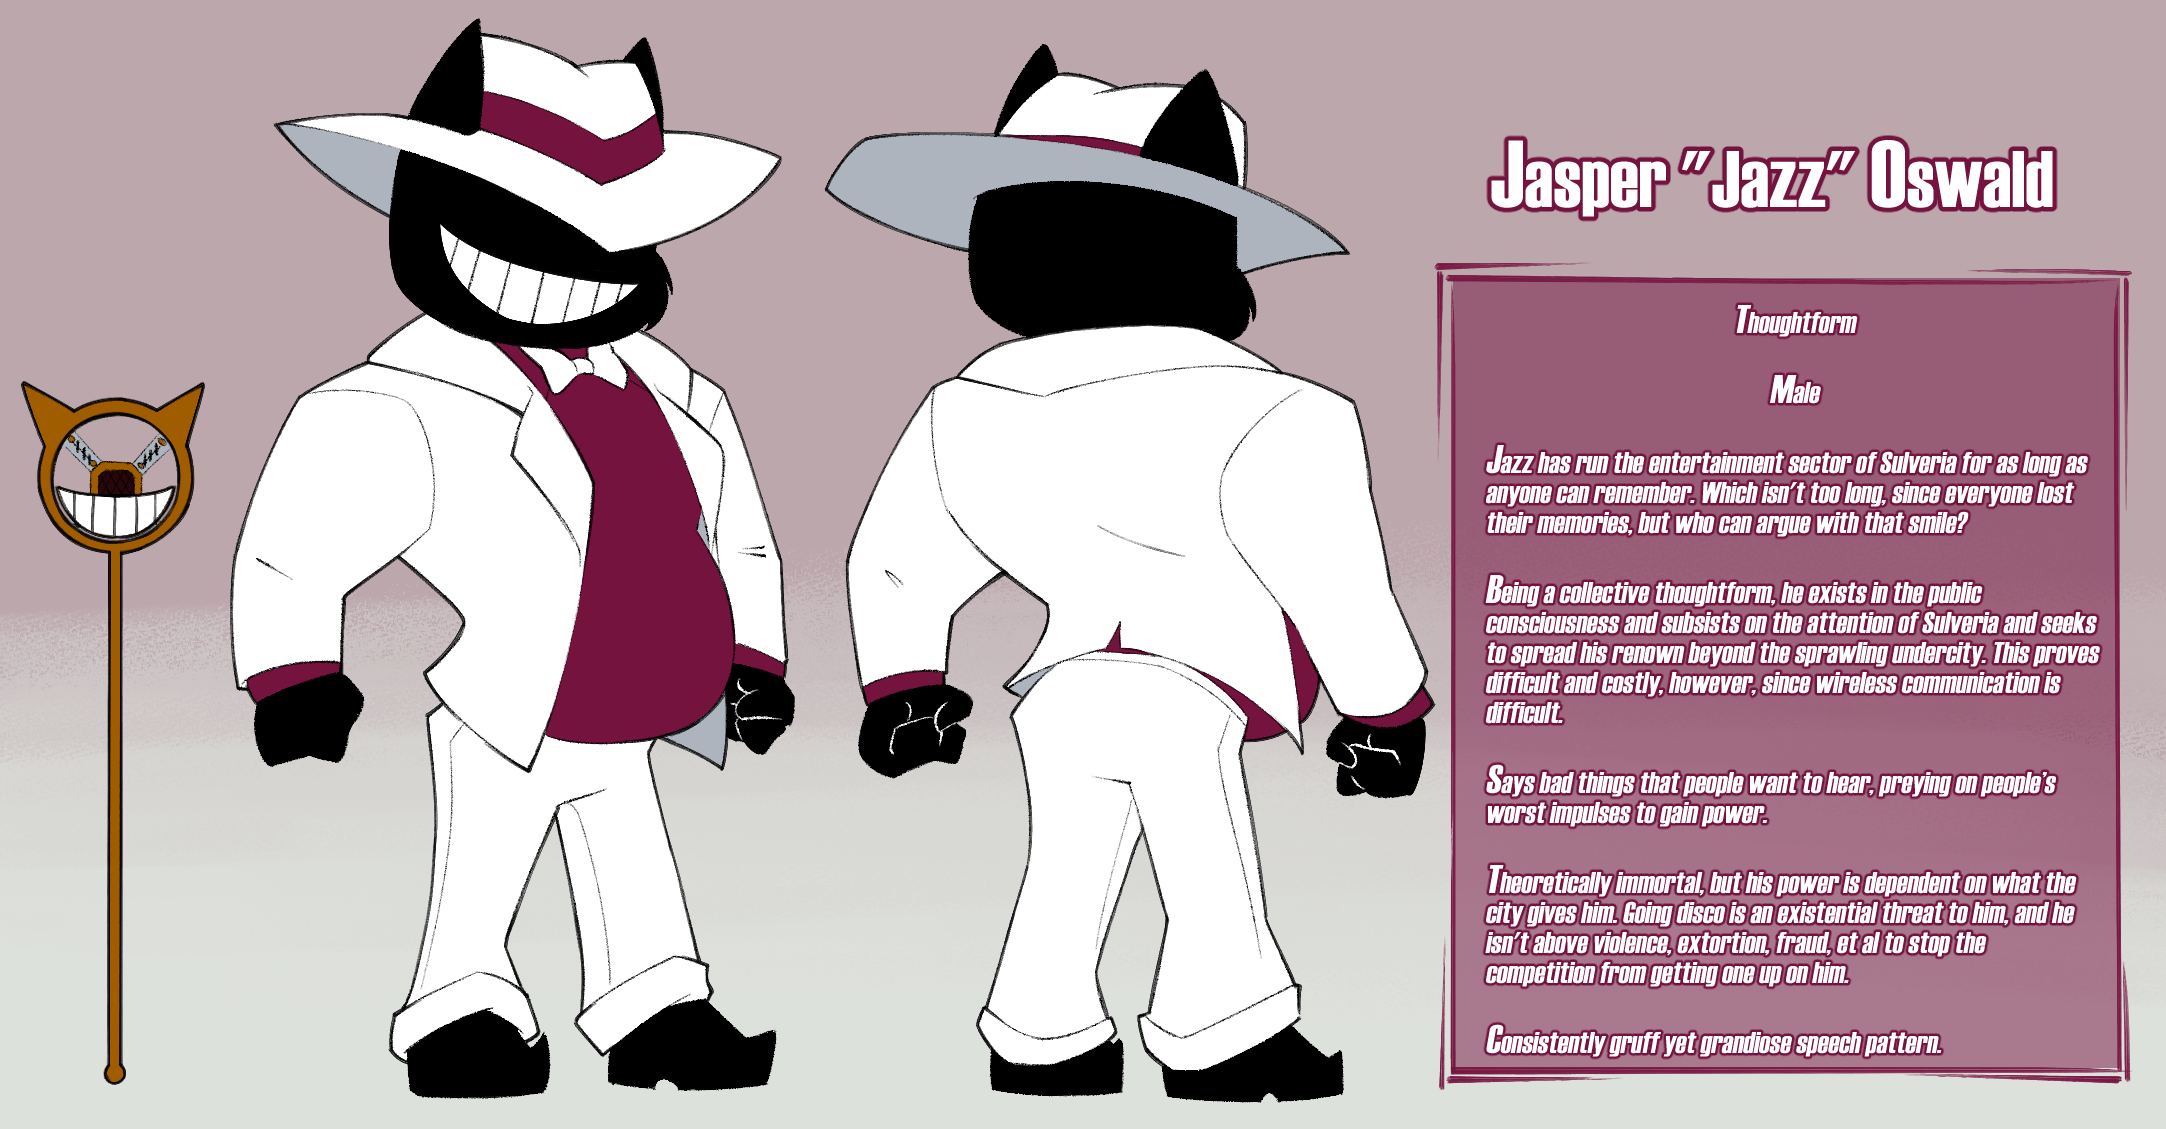 Jasper "Jazz" Oswald
Thoughtform
Male
Jazz has run the entertainment sector of Sulveria for as long as
anyone can remember. Which isn't too long, since everyone lost
their memories, but who can argue with that smile?
Being a collective thoughtform, he exists in the public
consciousness and subsists on the attention of Sulveria and seeks
to spread his renown beyond the sprawling undercity. This proves
difficult and costly, however, since wireless communication is
difficult.
Says bad things that people want to hear, preying on people's
worst impulses to gain power.
Theoretically immortal, but his power is dependent on what the
city gives him. Going disco is an existential threat to him, and he
isn't above violence, extortion, fraud, et al to stop the
competition from getting one up on him.
Consistently gruff yet grandiose speech pattern.